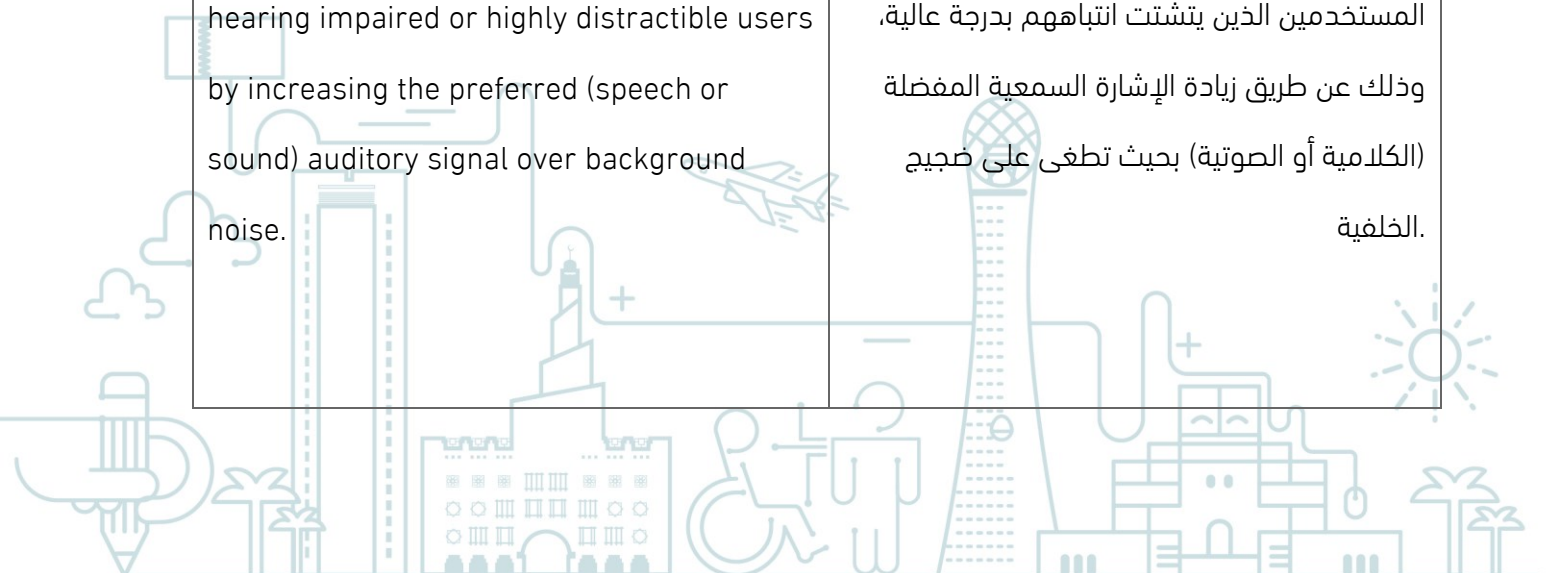 hearing impaired or highly distractible users
by increasing the preferred (speech or
sound) auditory signal over background
noise.
المستخدمين الذين يتشتت انتباههم بدرجة عالية،
وذلك عن طريق زيادة الإشارة السمعية المفضلة
(الكلامية أو الصوتية) بحيث تطغى على ضجيج
الخلفية.